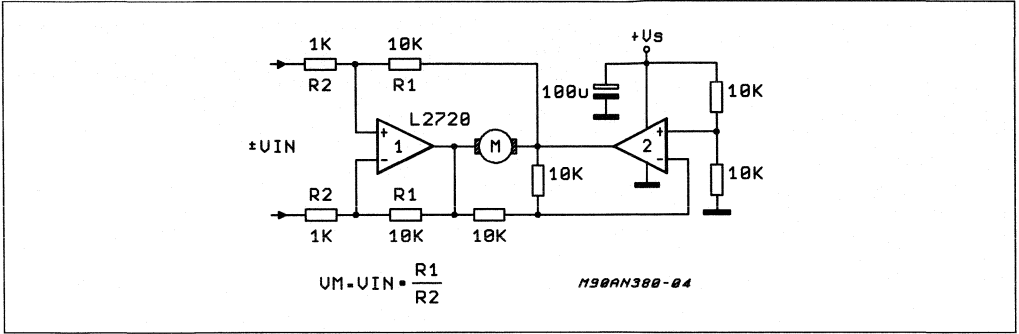 +Vs
1K 10K
R2 R1
100u
10K
L2720
+ 1 -
M
2 + -
±VIN
10K
10K
R2 R1
1K 10K 10K
VM=VIN • R1
R2
M90AN380-04